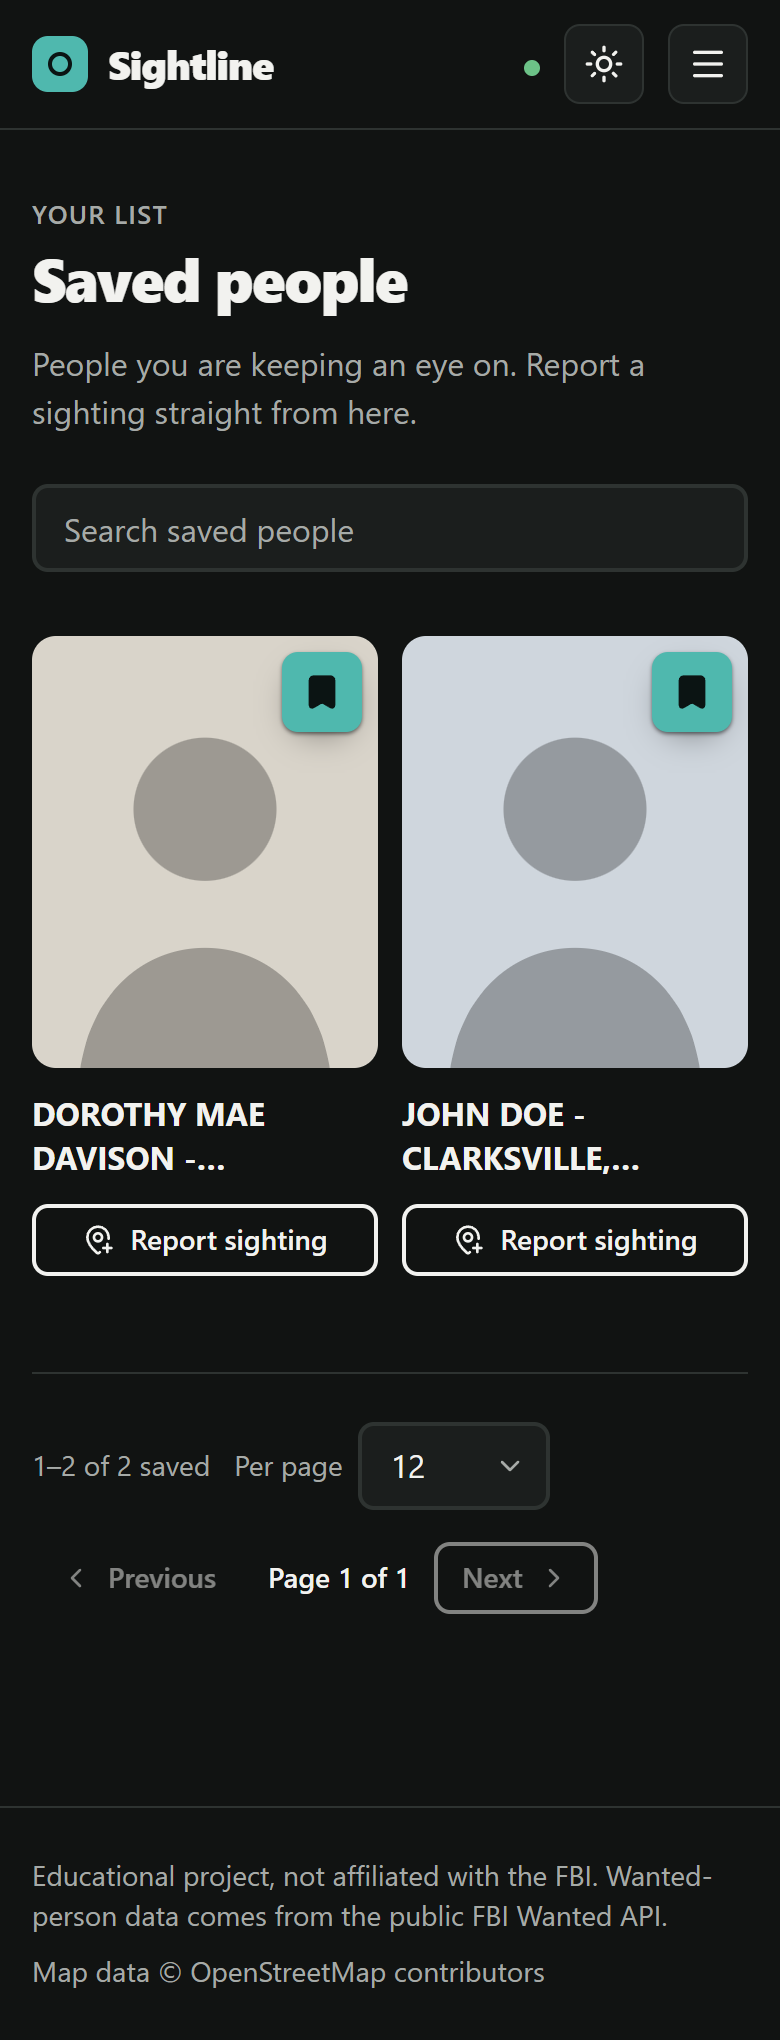 Sightline
YOUR LIST
Saved people
People you are keeping an eye on. Report a
sighting straight from here.
Search saved people
DOROTHY MAE
DAVISON -...
Report sighting
JOHN DOE -
CLARKSVILLE,...
Report sighting
1–2 of 2 saved Per page 12
Previous Page 1 of 1 Next
Educational project, not affiliated with the FBI. Wanted-
person data comes from the public FBI Wanted API.
Map data © OpenStreetMap contributors